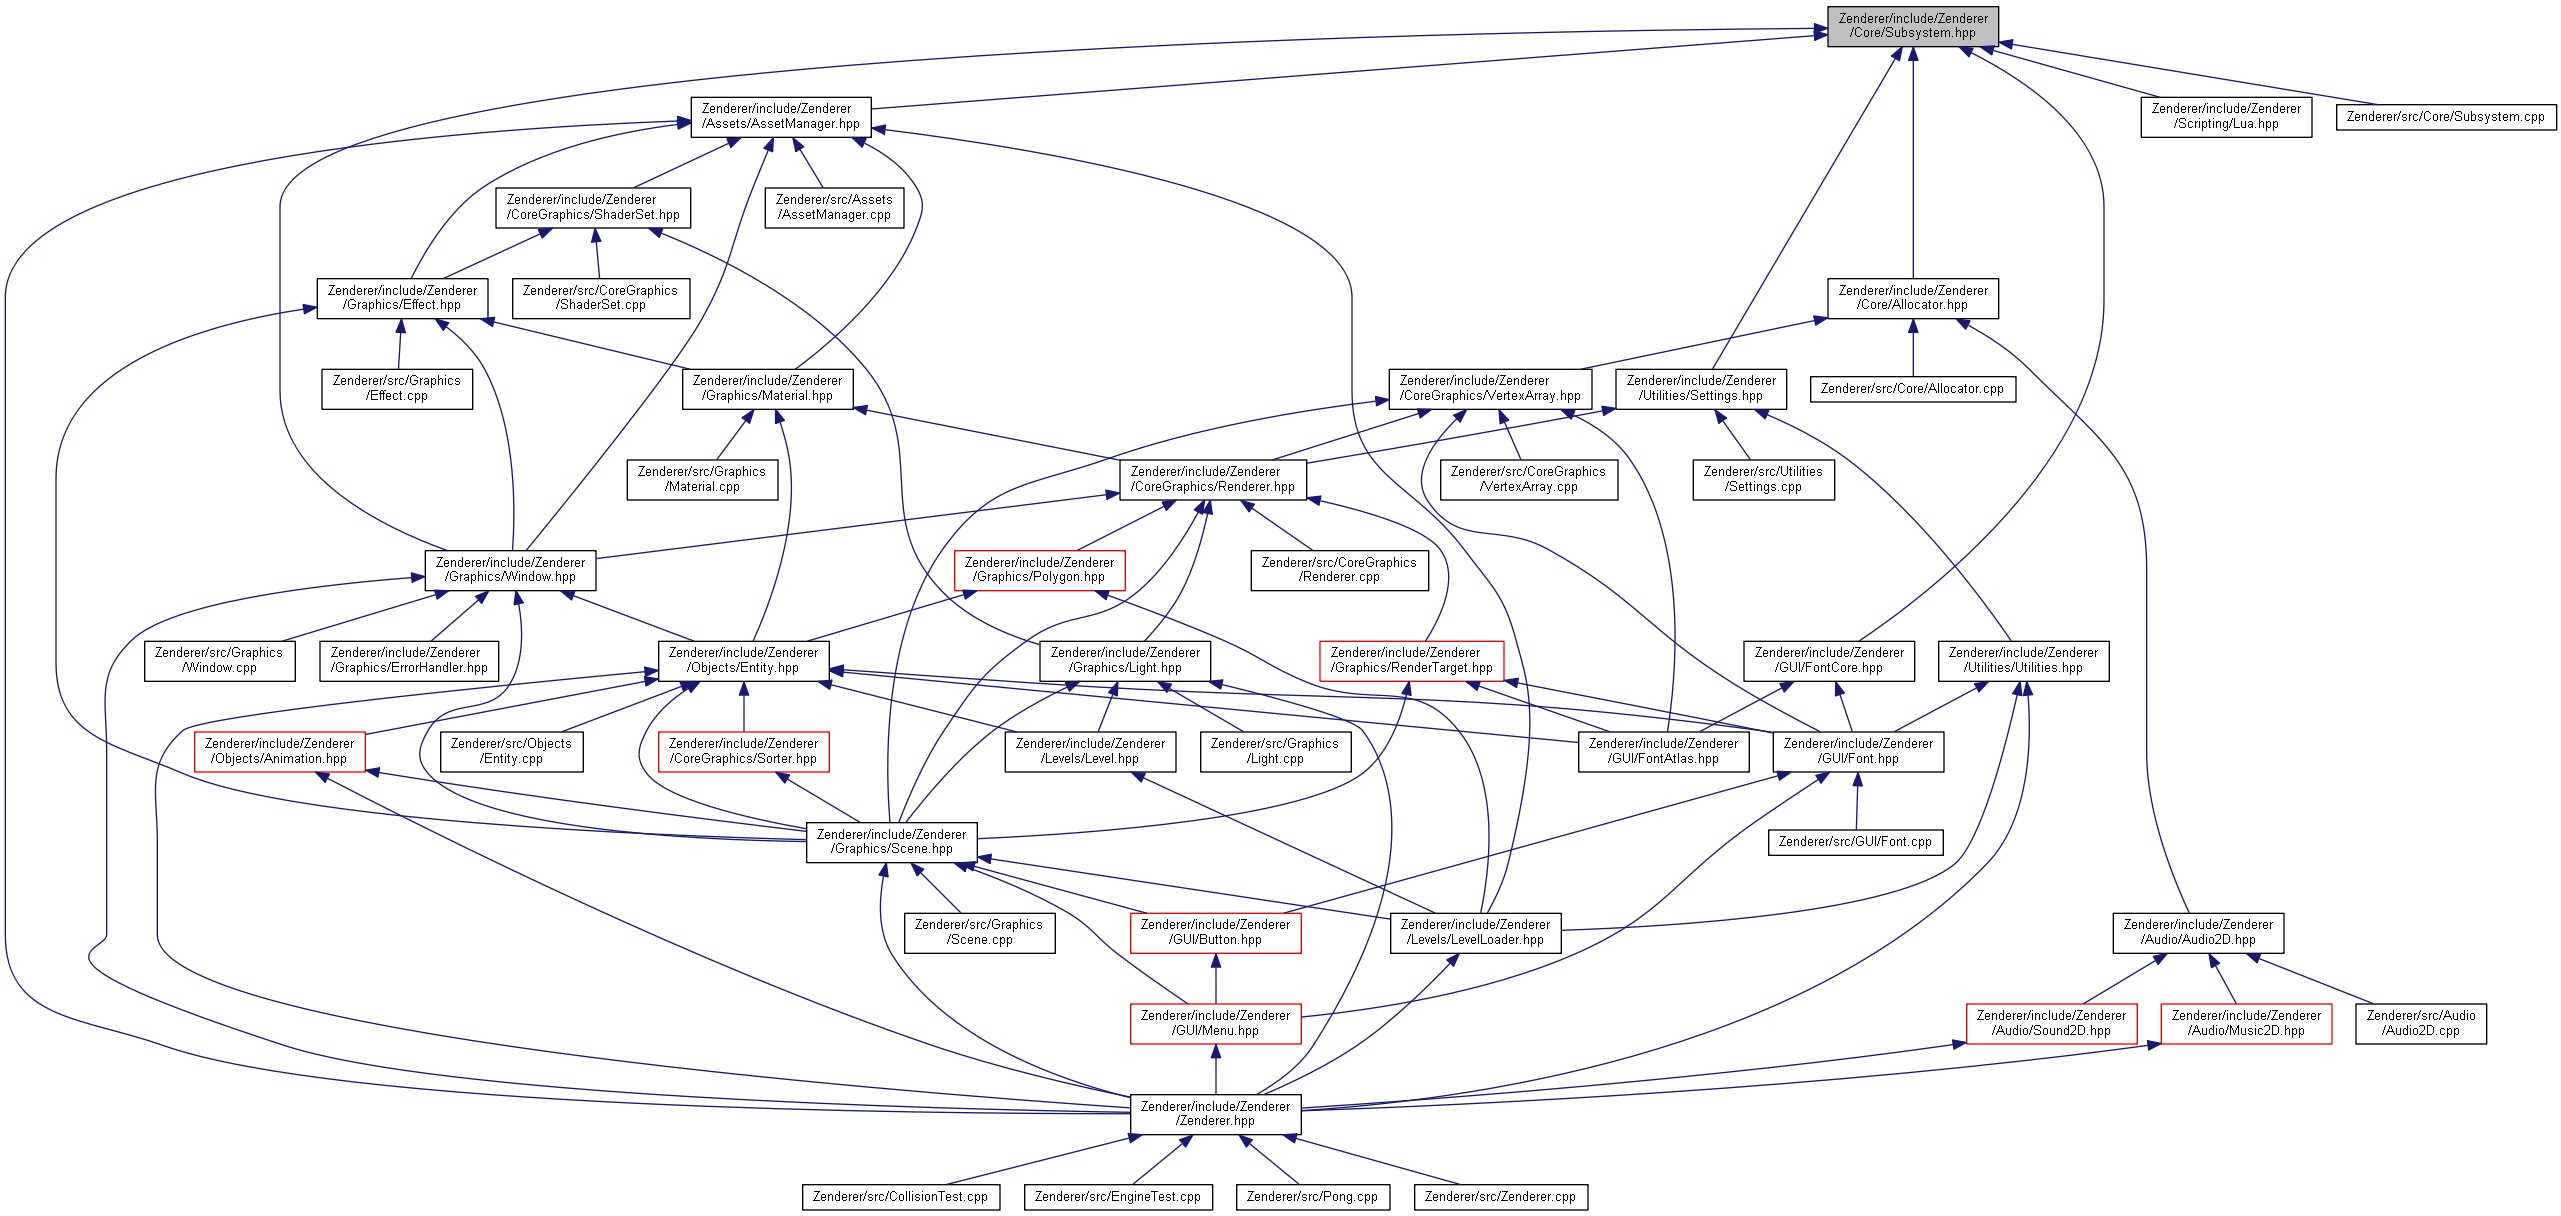 Zenderer/include/Zenderer
/Core/Subsystem.hpp
Zenderer/include/Zenderer
/Assets/AssetManager.hpp
Zenderer/include/Zenderer
/Scripting/Lua.hpp
Zenderer/src/Core/Subsystem.cpp
Zenderer/include/Zenderer
/CoreGraphics/ShaderSet.hpp
Zenderer/src/Assets
/AssetManager.cpp
Zenderer/include/Zenderer
/Graphics/Effect.hpp
Zenderer/src/CoreGraphics
/ShaderSet.cpp
Zenderer/include/Zenderer
/Core/Allocator.hpp
Zenderer/src/Graphics
/Effect.cpp
Zenderer/include/Zenderer
/Graphics/Material.hpp
Zenderer/include/Zenderer
/CoreGraphics/VertexArray.hpp
Zenderer/include/Zenderer
/Utilities/Settings.hpp
Zenderer/src/Core/Allocator.cpp
Zenderer/src/Graphics
/Material.cpp
Zenderer/include/Zenderer
/CoreGraphics/Renderer.hpp
Zenderer/src/CoreGraphics
/VertexArray.cpp
Zenderer/src/Utilities
/Settings.cpp
Zenderer/include/Zenderer
/Graphics/Window.hpp
Zenderer/include/Zenderer
/Graphics/Polygon.hpp
Zenderer/src/CoreGraphics
/Renderer.cpp
Zenderer/src/Graphics
/Window.cpp
Zenderer/include/Zenderer
/Graphics/ErrorHandler.hpp
Zenderer/include/Zenderer
/Objects/Entity.hpp
Zenderer/include/Zenderer
/Graphics/Light.hpp
Zenderer/include/Zenderer
/Graphics/RenderTarget.hpp
Zenderer/include/Zenderer
/GUI/FontCore.hpp
Zenderer/include/Zenderer
/Utilities/Utilities.hpp
Zenderer/include/Zenderer
/Objects/Animation.hpp
Zenderer/src/Objects
/Entity.cpp
Zenderer/include/Zenderer
/CoreGraphics/Sorter.hpp
Zenderer/include/Zenderer
/Levels/Level.hpp
Zenderer/src/Graphics
/Light.cpp
Zenderer/include/Zenderer
/GUI/FontAtlas.hpp
Zenderer/include/Zenderer
/GUI/Font.hpp
Zenderer/include/Zenderer
/Graphics/Scene.hpp
Zenderer/src/GUI/Font.cpp
Zenderer/src/Graphics
/Scene.cpp
Zenderer/include/Zenderer
/GUI/Button.hpp
Zenderer/include/Zenderer
/Levels/LevelLoader.hpp
Zenderer/include/Zenderer
/Audio/Audio2D.hpp
Zenderer/include/Zenderer
/GUI/Menu.hpp
Zenderer/include/Zenderer
/Audio/Sound2D.hpp
Zenderer/include/Zenderer
/Audio/Music2D.hpp
Zenderer/src/Audio
/Audio2D.cpp
Zenderer/include/Zenderer
/Zenderer.hpp
Zenderer/src/CollisionTest.cpp
Zenderer/src/EngineTest.cpp
Zenderer/src/Pong.cpp
Zenderer/src/Zenderer.cpp